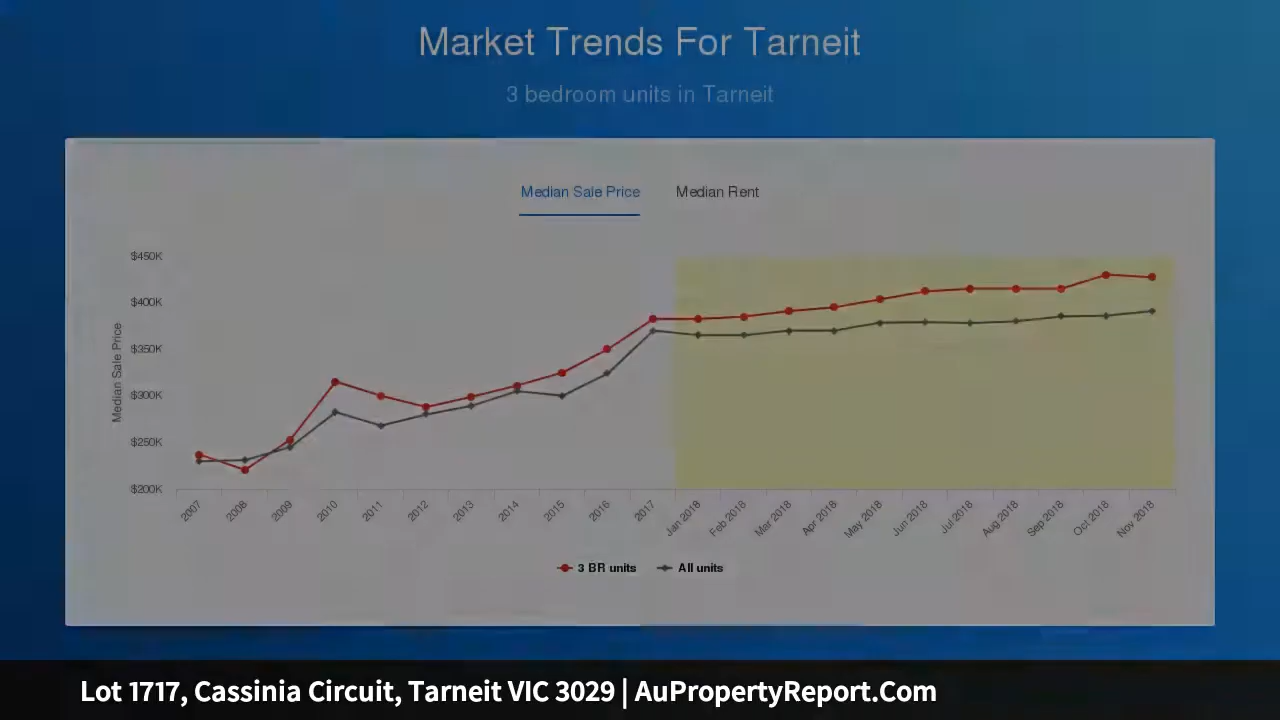 Market Trends For Tarneit
3 bedroom units in Tarneit
Median Sale Price Median Rent
$450K
$400K
$350K
$300K
$250K
$200K
Median Sale Price
2007 2008 2009 2010 2011 2012 2013 2014 2015 2016 2017 Jan 2018 Feb 2018 Mar 2018 Apr 2018 May 2018 Jun 2018 Jul 2018 Aug 2018 Sep 2018 Oct 2018 Nov 2018
3 BR units All units
Lot 1717, Cassinia Circuit, Tarneit VIC 3029 | AuPropertyReport.Com